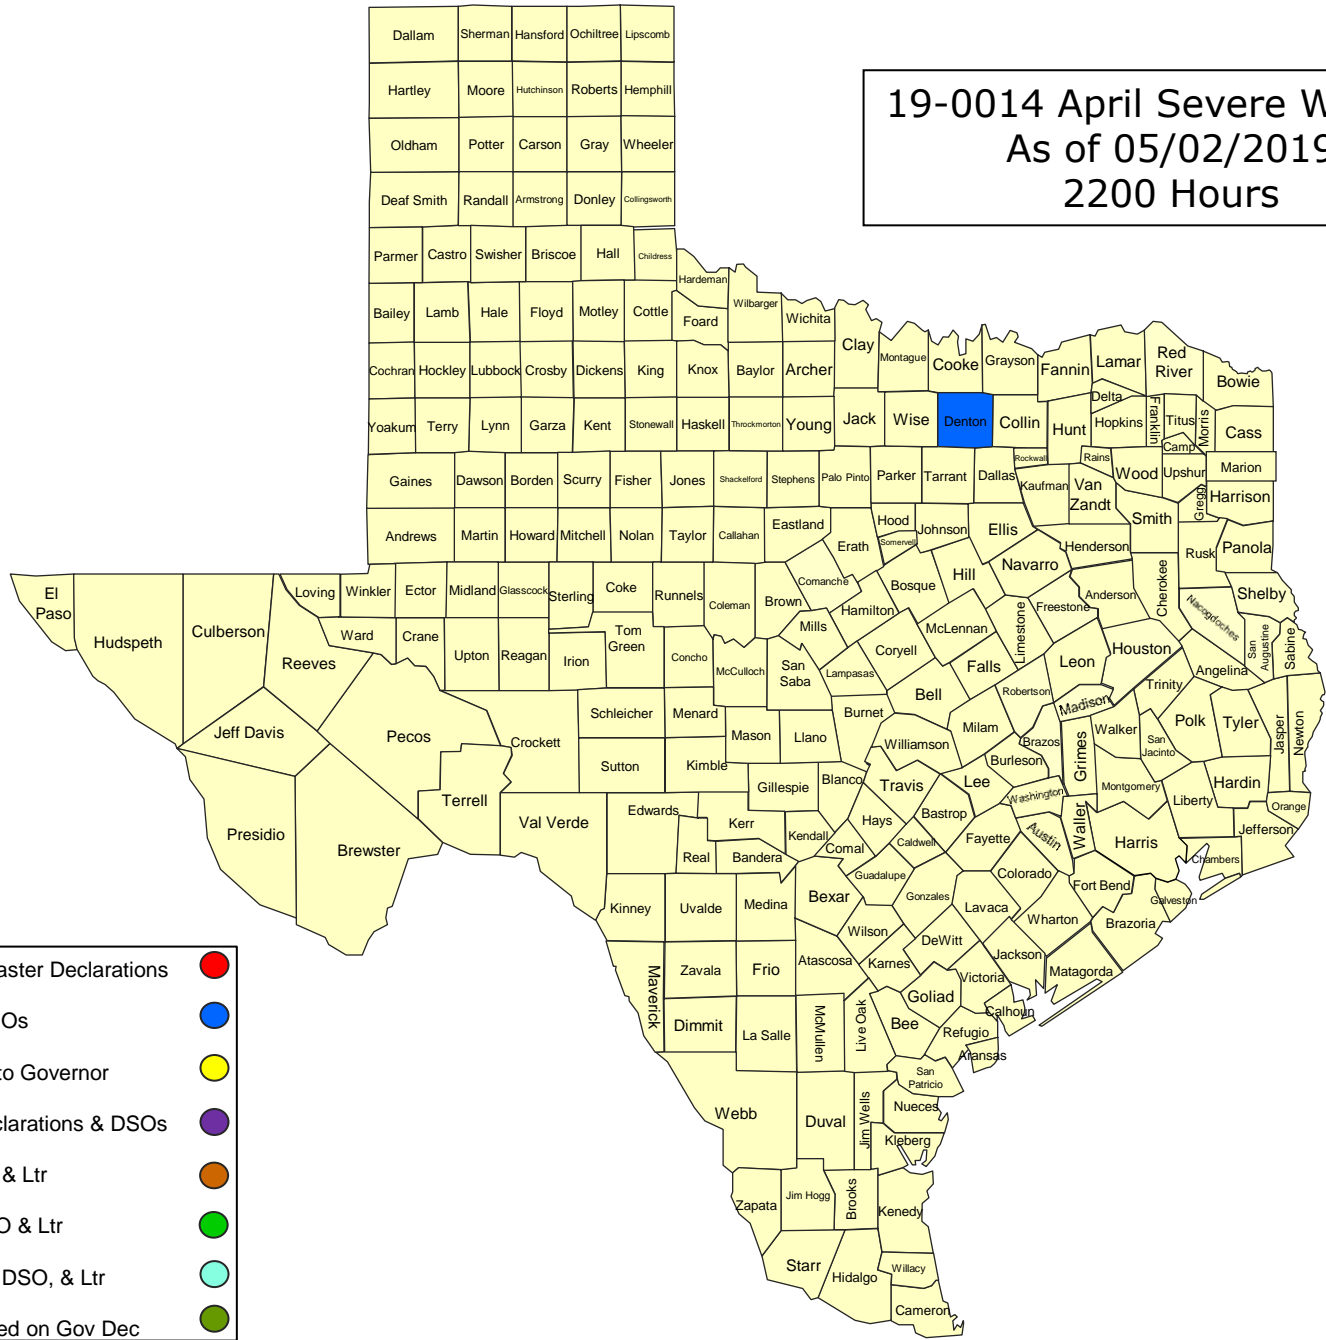 Dallam Sherman Hansford Ochiltree Lipscomb
Hartley Moore Hutchinson Roberts Hemphill
19-0014 April Severe W
As of 05/02/2019
2200 Hours
Oldham Potter Carson Gray Wheeler
Deaf Smith Randall Armstrong Donley Collingsworth
Parmer Castro Swisher Briscoe Hall Childress
Hardeman
Bailey Lamb Hale Floyd Motley Cottle Foard Wilbarger Wichita
Clay Montague Cooke Grayson Fannin Lamar Red
River
Bowie
Cochran Hockley Lubbock Crosby Dickens King Knox Baylor Archer
Delta
Yoakum Terry Lynn Garza Kent Stonewall Haskell Throckmorton Young Jack Wise Denton Collin Hunt Hopkins Franklin Titus Morris Cass
Camp
Gaines Dawson Borden Scurry Fisher Jones Shackelford Stephens Palo Pinto Parker Tarrant Dallas Rockwall Rains Wood Upshur Marion
Kaufman Van
Zandt
Gregg Harrison
Andrews Martin Howard Mitchell Nolan Taylor Callahan Eastland Erath Hood Somervell Johnson Ellis Henderson Smith Rusk Panola
El
Paso
Hudspeth Culberson Loving Winkler Ector Midland Glasscock Sterling Coke Runnels Coleman Brown Comanche Hamilton Bosque Hill Navarro Freestone Anderson Cherokee Nacogdoches Shelby
Reeves Ward Crane Upton Reagan Irion Tom
Green
Concho McCulloch San
Saba
Mills Lampasas Coryell McLennan Limestone Falls Leon Houston Angelina San
Augustine
Sabine
Jeff Davis Pecos Crockett Schleicher Menard Mason Llano Burnet Bell Milam Robertson Madison Trinity Polk Tyler Jasper Newton
Terrell Sutton Kimble Gillespie Blanco Williamson Travis Lee Burleson Brazos Grimes Walker San
Jacinto
Hardin
Presidio Brewster Val Verde Edwards Kerr Kendall Hays Bastrop Washington Montgomery Liberty Orange
Real Bandera Comal Caldwell Fayette Austin Waller Harris Jefferson Chambers
Kinney Uvalde Medina Bexar Guadalupe Gonzales Lavaca Colorado Fort Bend Galveston
Wharton Brazoria
Maverick Zavala Frio Atascosa Wilson Karnes DeWitt Jackson Matagorda
Dimmit La Salle McMullen Live Oak Bee Goliad Victoria Calhoun
Refugio
Aransas
San
Patricio
Webb Duval Jim Wells Nueces
Kleberg
Zapata Jim Hogg Brooks Kenedy
Starr Hidalgo Willacy
Cameron
aster Declarations
Os
to Governor
clarations & DSOs
& Ltr
O & Ltr
DSO, & Ltr
ed on Gov Dec